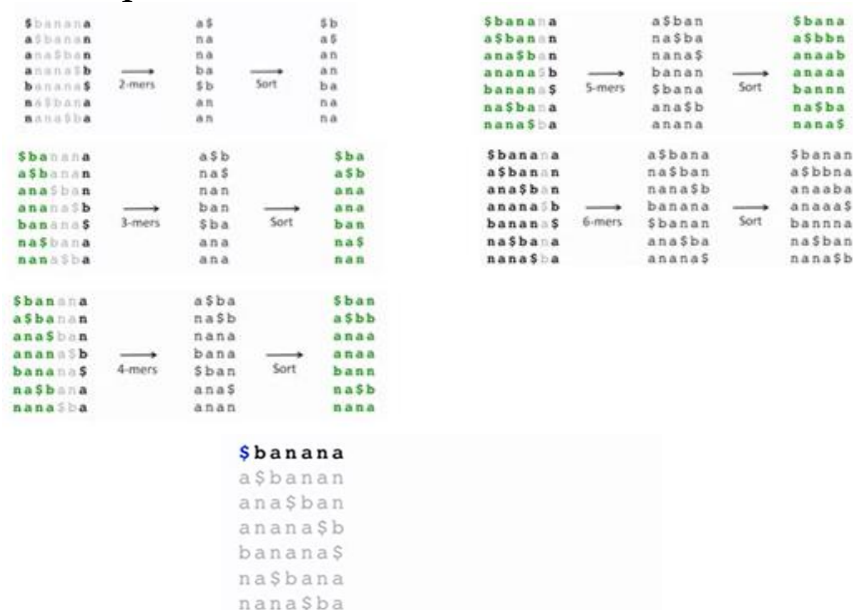 $banana a$ $b
a$banan na a$
ana$ban na an
anana$b ba an
2-mers Sort
banana$ $b ba
na$bana an na
nana$ba an na
$banana a$b $ba
a$banan na$ a$b
ana$ban nan ana
anana$b ban ana
3-mers Sort
banana$ $ba ban
na$bana ana na$
nana$ba ana nan
$banana a$ba $ban
a$banan na$b a$bb
ana$ban nana anaa
anana$b bana anaa
4-mers Sort
banana$ $ban bann
na$bana ana$ na$b
nana$ba anan nana
$banana a$ban $bana
a$banan na$ba a$bbn
ana$ban nana$ anaab
anana$b banan anaaa
5-mers Sort
banana$ $bana bannn
na$bana ana$b na$ba
nana$ba anana nana$
$banana a$bana $banan
a$banan na$ban a$bbna
ana$ban nana$b anaaba
anana$b banana anaaa$
6-mers Sort
banana$ $banan bannna
na$bana ana$ba na$ban
nana$ba anana$ nana$b
$banana
a$banan
ana$ban
anana$b
banana$
na$bana
nana$ba